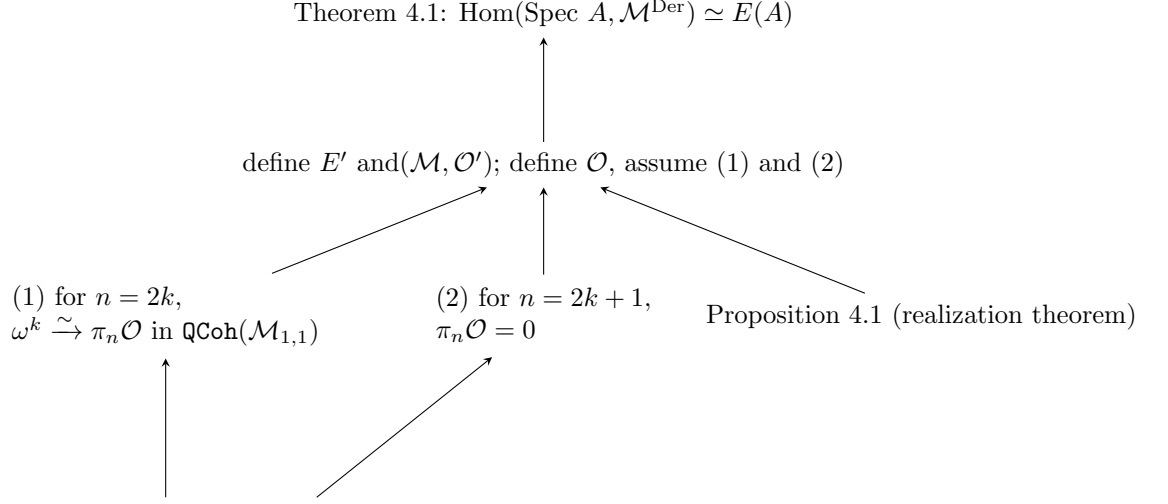 Theorem 4.1: Hom(Spec A, ℳ^Der) ≃ E(A)
define E′ and(ℳ, 𝒪′); define 𝒪, assume (1) and (2)
(1) for n = 2k,
ω^k ⥲ π_n𝒪 in QCoh(ℳ_{1,1})
(2) for n = 2k + 1,
π_n𝒪 = 0
Proposition 4.1 (realization theorem)